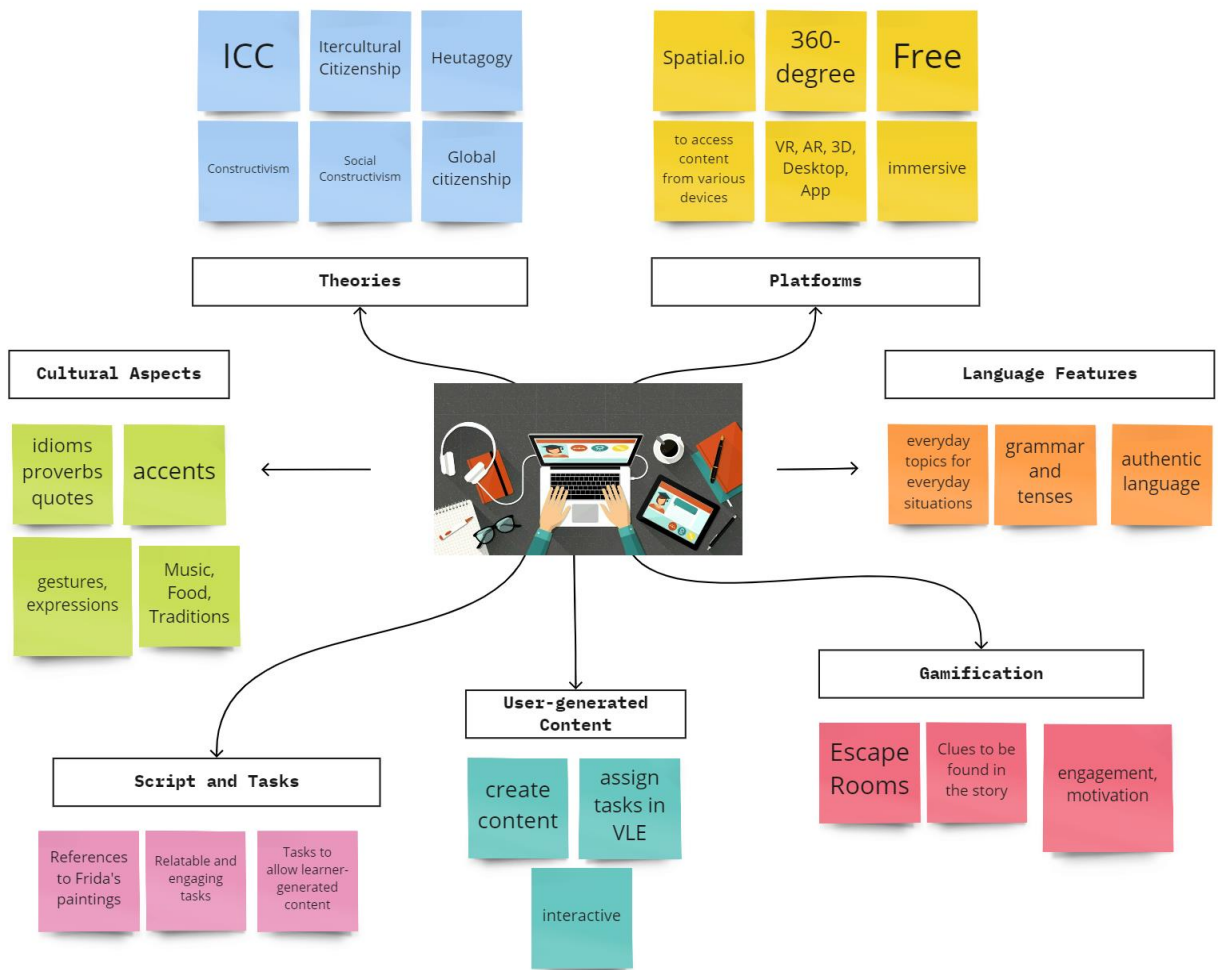 ICC
Itercultural
Citizenship
Heutagogy
Constructivism
Social
Constructivism
Global
citizenship
Theories
Spatial.io
360-
degree
Free
to access
content
from various
devices
VR, AR, 3D,
Desktop,
App
immersive
Platforms
Cultural Aspects
idioms
proverbs
quotes
accents
gestures,
expressions
Music,
Food,
Traditions
Language Features
everyday
topics for
everyday
situations
grammar
and
tenses
authentic
language
Script and Tasks
References
to Frida's
paintings
Relatable and
engaging
tasks
Tasks to
allow learner-
generated
content
User-generated
Content
create
content
assign
tasks in
VLE
interactive
Gamification
Escape
Rooms
Clues to be
found in
the story
engagement,
motivation